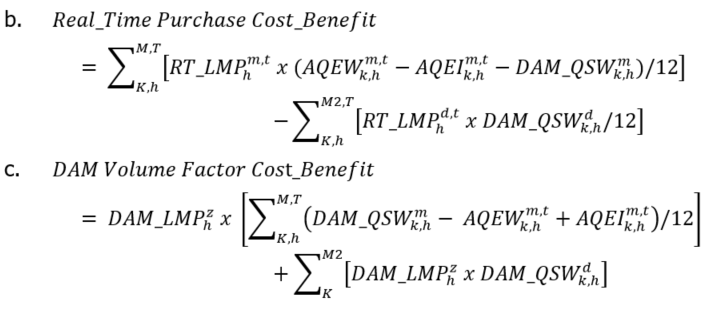 b. Real_Time Purchase Cost_Benefit
= ∑_{K,h}^{M,T} [RT_LMP_h^{m,t} x (AQEW_{k,h}^{m,t} − AQEI_{k,h}^{m,t} − DAM_QSW_{k,h}^{m})/12]
− ∑_{K,h}^{M2,T} [RT_LMP_h^{d,t} x DAM_QSW_{k,h}^{d}/12]
c. DAM Volume Factor Cost_Benefit
= DAM_LMP_h^z x [∑_{K,h}^{M,T} (DAM_QSW_{k,h}^{m} − AQEW_{k,h}^{m,t} + AQEI_{k,h}^{m,t})/12]
+ ∑_K^{M2} [DAM_LMP_h^z x DAM_QSW_{k,h}^{d}]